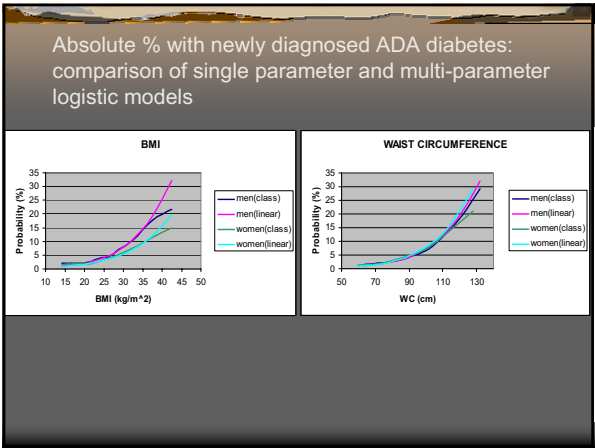 Absolute % with newly diagnosed ADA diabetes:
comparison of single parameter and multi-parameter
logistic models
BMI
Probability (%)
35
30
25
20
15
10
5
0
10 15 20 25 30 35 40 45 50
BMI (kg/m^2)
men(class)
men(linear)
women(class)
women(linear)
WAIST CIRCUMFERENCE
Probability (%)
35
30
25
20
15
10
5
0
50 70 90 110 130
WC (cm)
men(class)
men(linear)
women(class)
women(linear)